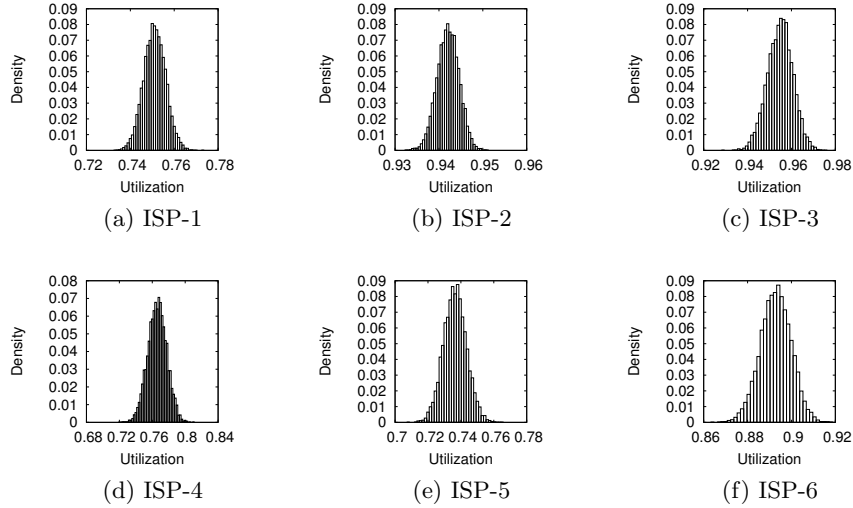 0.09
0.08
0.07
0.06
0.05
0.04
0.03
0.02
0.01
0
Density
0.72 0.74 0.76 0.78
Utilization
(a) ISP-1
0.09
0.08
0.07
0.06
0.05
0.04
0.03
0.02
0.01
0
Density
0.93 0.94 0.95 0.96
Utilization
(b) ISP-2
0.09
0.08
0.07
0.06
0.05
0.04
0.03
0.02
0.01
0
Density
0.92 0.94 0.96 0.98
Utilization
(c) ISP-3
0.08
0.07
0.06
0.05
0.04
0.03
0.02
0.01
0
Density
0.68 0.72 0.76 0.8 0.84
Utilization
(d) ISP-4
0.09
0.08
0.07
0.06
0.05
0.04
0.03
0.02
0.01
0
Density
0.7 0.72 0.74 0.76 0.78
Utilization
(e) ISP-5
0.09
0.08
0.07
0.06
0.05
0.04
0.03
0.02
0.01
0
Density
0.86 0.88 0.9 0.92
Utilization
(f) ISP-6